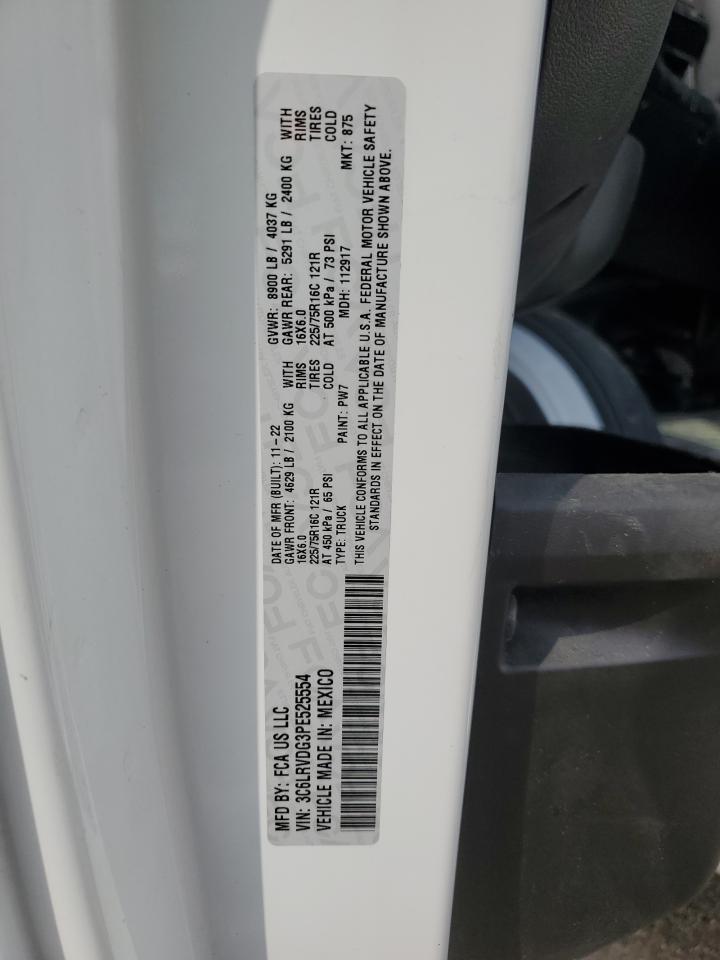 MFD BY: FCA US LLC
VIN: 3C6LRVDG3PE525554
VEHICLE MADE IN: MEXICO
DATE OF MFR (BUILT): 11-22 GVWR: 8900 LB / 4037 KG
GAWR FRONT: 4629 LB / 2100 KG WITH GAWR REAR: 5291 LB / 2400 KG WITH
16X6.0 RIMS 16X6.0 RIMS
225/75R16C 121R TIRES 225/75R16C 121R TIRES
AT 450 kPa / 65 PSI COLD AT 500 kPa / 73 PSI COLD
TYPE: TRUCK PAINT: PW7 MDH: 112917 MKT: 875
THIS VEHICLE CONFORMS TO ALL APPLICABLE U.S.A. FEDERAL MOTOR VEHICLE SAFETY
STANDARDS IN EFFECT ON THE DATE OF MANUFACTURE SHOWN ABOVE.